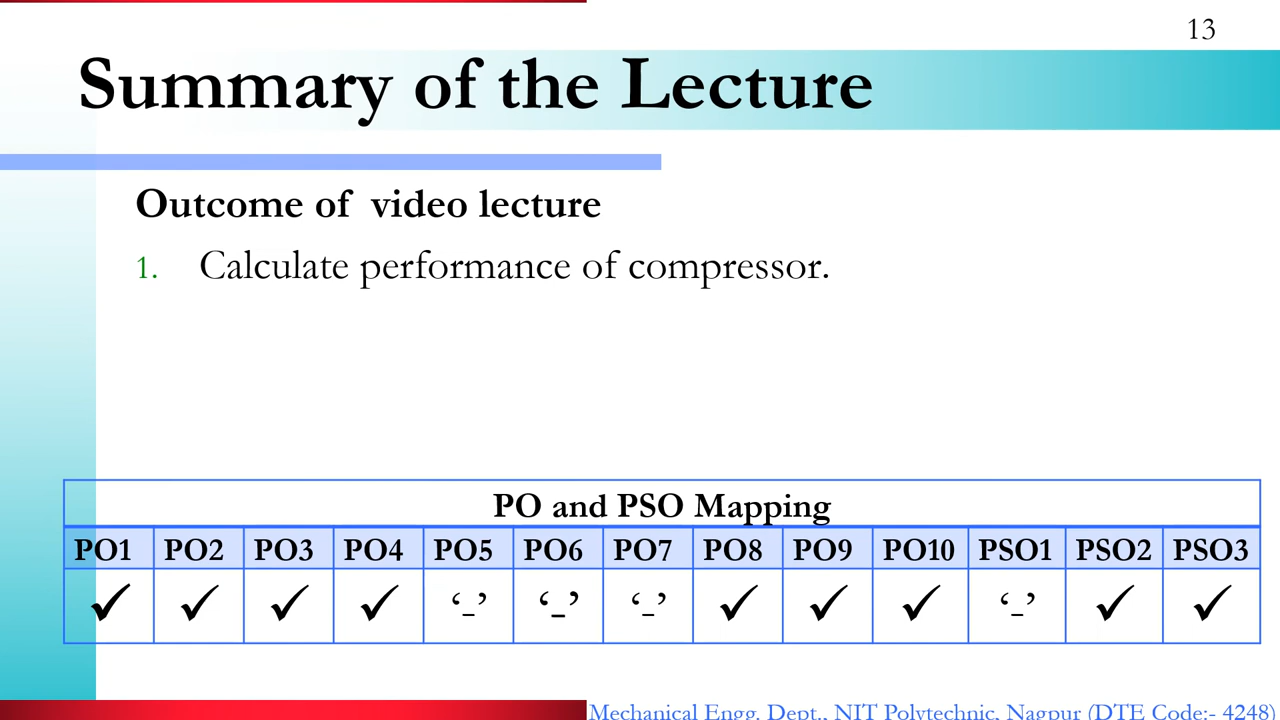 13
Summary of the Lecture
Outcome of  video lecture
1. Calculate performance of compressor.
PO and PSO Mapping
PO1 PO2 PO3 PO4 PO5 PO6 PO7 PO8 PO9 PO10 PSO1 PSO2 PSO3
✓ ✓ ✓ ✓ ‘-’ ‘-’ ‘-’ ✓ ✓ ✓ ‘-’ ✓ ✓
Mechanical Engg. Dept., NIT Polytechnic, Nagpur (DTE Code:- 4248)